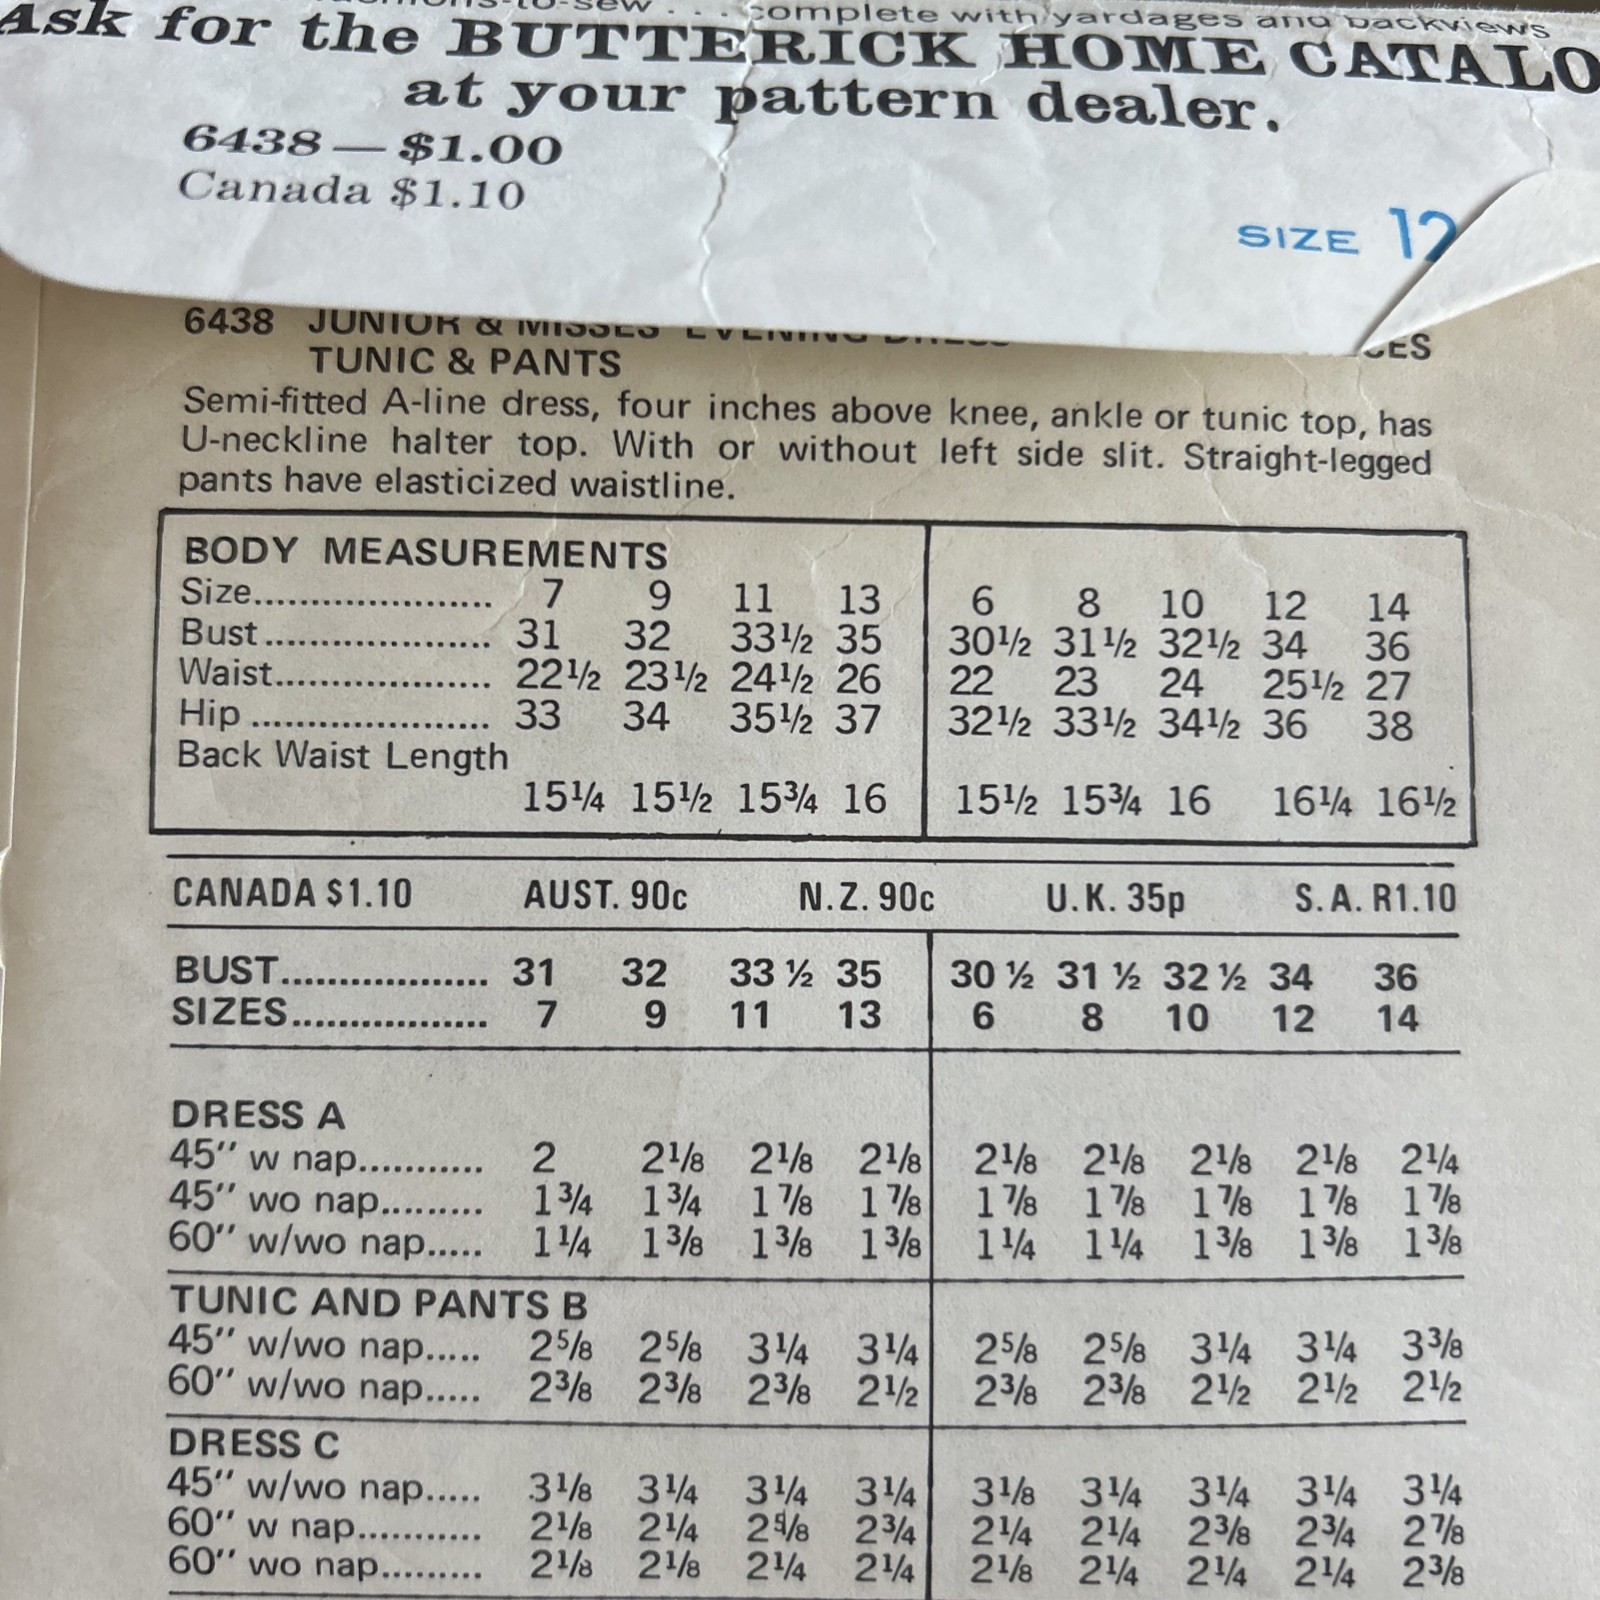 complete with yardages and backviews
Ask for the BUTTERICK HOME CATALO
at your pattern dealer.
6438 — $1.00
Canada $1.10
SIZE 12
6438 JUNIOR & MISSES' EVENING DRESS
TUNIC & PANTS
Semi-fitted A-line dress, four inches above knee, ankle or tunic top, has
U-neckline halter top. With or without left side slit. Straight-legged
pants have elasticized waistline.
BODY MEASUREMENTS
Size..................... 7 9 11 13 6 8 10 12 14
Bust.................... 31 32 33½ 35 30½ 31½ 32½ 34 36
Waist................... 22½ 23½ 24½ 26 22 23 24 25½ 27
Hip ..................... 33 34 35½ 37 32½ 33½ 34½ 36 38
Back Waist Length
15¼ 15½ 15¾ 16 15½ 15¾ 16 16¼ 16½
CANADA $1.10 AUST. 90c N.Z. 90c U.K. 35p S.A. R1.10
BUST................... 31 32 33 ½ 35 30 ½ 31 ½ 32 ½ 34 36
SIZES.................. 7 9 11 13 6 8 10 12 14
DRESS A
45" w nap........... 2 2⅛ 2⅛ 2⅛ 2⅛ 2⅛ 2⅛ 2⅛ 2¼
45" wo nap......... 1¾ 1¾ 1⅞ 1⅞ 1⅞ 1⅞ 1⅞ 1⅞ 1⅞
60" w/wo nap..... 1¼ 1⅜ 1⅜ 1⅜ 1¼ 1¼ 1⅜ 1⅜ 1⅜
TUNIC AND PANTS B
45" w/wo nap..... 2⅝ 2⅝ 3¼ 3¼ 2⅝ 2⅝ 3¼ 3¼ 3⅜
60" w/wo nap..... 2⅜ 2⅜ 2⅜ 2½ 2⅜ 2⅜ 2½ 2½ 2½
DRESS C
45" w/wo nap..... 3⅛ 3¼ 3¼ 3¼ 3⅛ 3¼ 3¼ 3¼ 3¼
60" w nap........... 2⅛ 2¼ 2⅝ 2¾ 2¼ 2¼ 2⅜ 2¾ 2⅞
60" wo nap......... 2⅛ 2⅛ 2¼ 2¼ 2⅛ 2¼ 2¼ 2¼ 2⅜